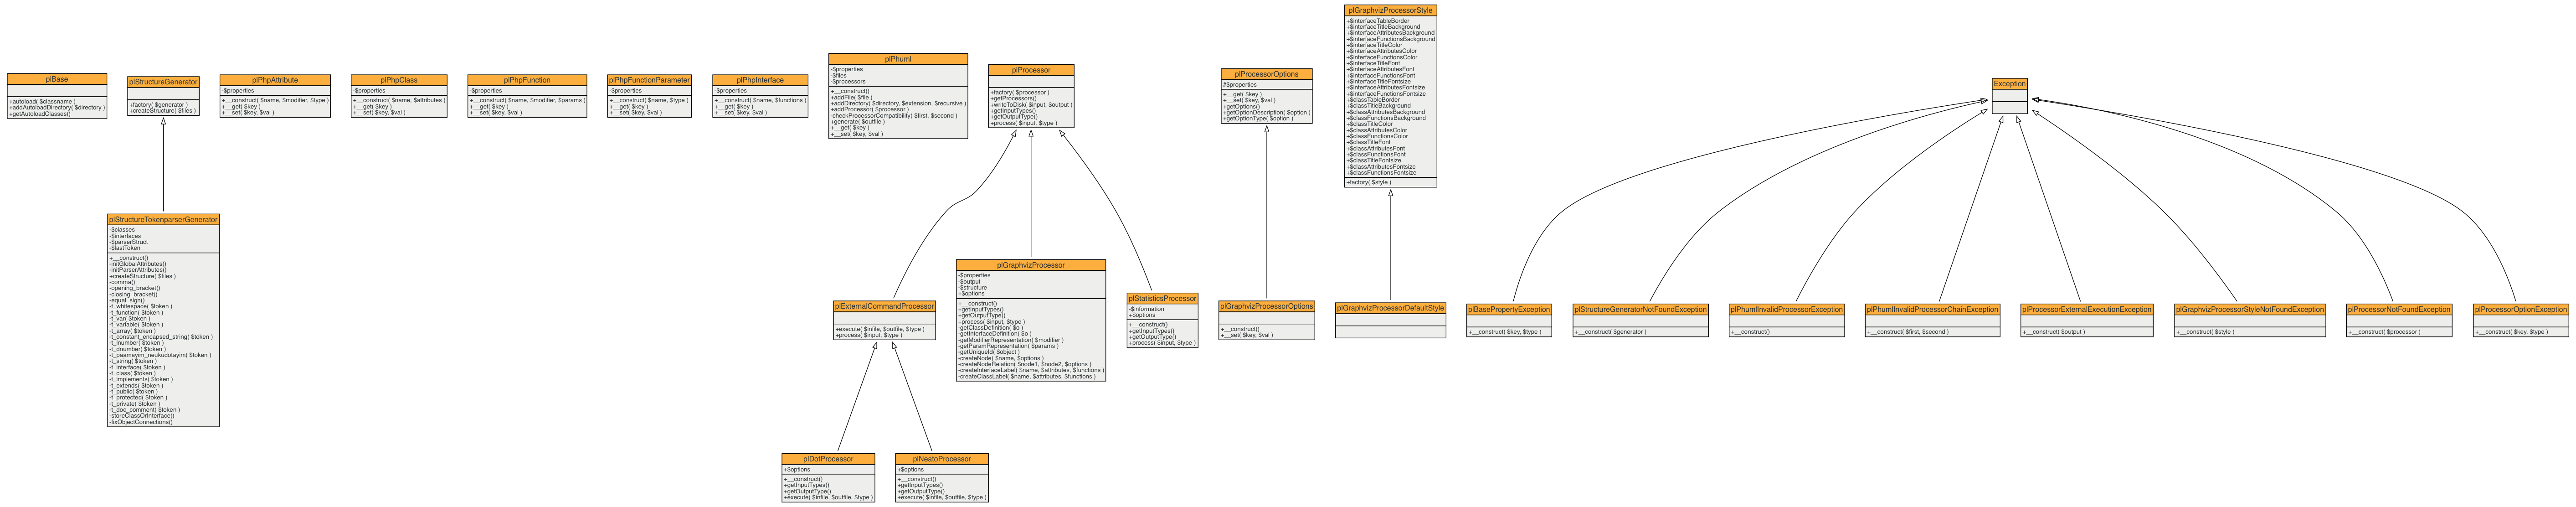 plBase
+autoload( $classname )
+addAutoloadDirectory( $directory )
+getAutoloadClasses()
plStructureGenerator
+factory( $generator )
+createStructure( $files )
plPhpAttribute
-$properties
+__construct( $name, $modifier, $type )
+__get( $key )
+__set( $key, $val )
plPhpClass
-$properties
+__construct( $name, $attributes )
+__get( $key )
+__set( $key, $val )
plPhpFunction
-$properties
+__construct( $name, $modifier, $params )
+__get( $key )
+__set( $key, $val )
plPhpFunctionParameter
-$properties
+__construct( $name, $type )
+__get( $key )
+__set( $key, $val )
plPhpInterface
-$properties
+__construct( $name, $functions )
+__get( $key )
+__set( $key, $val )
plPhuml
-$properties
-$files
-$processors
+__construct()
+addFile( $file )
+addDirectory( $directory, $extension, $recursive )
+addProcessor( $processor )
-checkProcessorCompatibility( $first, $second )
+generate( $outfile )
+__get( $key )
+__set( $key, $val )
plProcessor
+factory( $processor )
+getProcessors()
+writeToDisk( $input, $output )
+getInputTypes()
+getOutputType()
+process( $input, $type )
plProcessorOptions
#$properties
+__get( $key )
+__set( $key, $val )
+getOptions()
+getOptionDescription( $option )
+getOptionType( $option )
plGraphvizProcessorStyle
+$interfaceTableBorder
+$interfaceTitleBackground
+$interfaceAttributesBackground
+$interfaceFunctionsBackground
+$interfaceTitleColor
+$interfaceAttributesColor
+$interfaceFunctionsColor
+$interfaceTitleFont
+$interfaceAttributesFont
+$interfaceFunctionsFont
+$interfaceTitleFontsize
+$interfaceAttributesFontsize
+$interfaceFunctionsFontsize
+$classTableBorder
+$classTitleBackground
+$classAttributesBackground
+$classFunctionsBackground
+$classTitleColor
+$classAttributesColor
+$classFunctionsColor
+$classTitleFont
+$classAttributesFont
+$classFunctionsFont
+$classTitleFontsize
+$classAttributesFontsize
+$classFunctionsFontsize
+factory( $style )
Exception
plStructureTokenparserGenerator
-$classes
-$interfaces
-$parserStruct
-$lastToken
+__construct()
-initGlobalAttributes()
-initParserAttributes()
+createStructure( $files )
-comma()
-opening_bracket()
-closing_bracket()
-equal_sign()
-t_whitespace( $token )
-t_function( $token )
-t_var( $token )
-t_variable( $token )
-t_array( $token )
-t_constant_encapsed_string( $token )
-t_lnumber( $token )
-t_dnumber( $token )
-t_paamayim_neukudotayim( $token )
-t_string( $token )
-t_interface( $token )
-t_class( $token )
-t_implements( $token )
-t_extends( $token )
-t_public( $token )
-t_protected( $token )
-t_private( $token )
-t_doc_comment( $token )
-storeClassOrInterface()
-fixObjectConnections()
plExternalCommandProcessor
+execute( $infile, $outfile, $type )
+process( $input, $type )
plGraphvizProcessor
-$properties
-$output
-$structure
+$options
+__construct()
+getInputTypes()
+getOutputType()
+process( $input, $type )
-getClassDefinition( $o )
-getInterfaceDefinition( $o )
-getModifierRepresentation( $modifier )
-getParamRepresentation( $params )
-getUniqueId( $object )
-createNode( $name, $options )
-createNodeRelation( $node1, $node2, $options )
-createInterfaceLabel( $name, $attributes, $functions )
-createClassLabel( $name, $attributes, $functions )
plStatisticsProcessor
-$information
+$options
+__construct()
+getInputTypes()
+getOutputType()
+process( $input, $type )
plGraphvizProcessorOptions
+__construct()
+__set( $key, $val )
plGraphvizProcessorDefaultStyle
plBasePropertyException
+__construct( $key, $type )
plStructureGeneratorNotFoundException
+__construct( $generator )
plPhumlInvalidProcessorException
+__construct()
plPhumlInvalidProcessorChainException
+__construct( $first, $second )
plProcessorExternalExecutionException
+__construct( $output )
plGraphvizProcessorStyleNotFoundException
+__construct( $style )
plProcessorNotFoundException
+__construct( $processor )
plProcessorOptionException
+__construct( $key, $type )
plDotProcessor
+$options
+__construct()
+getInputTypes()
+getOutputType()
+execute( $infile, $outfile, $type )
plNeatoProcessor
+$options
+__construct()
+getInputTypes()
+getOutputType()
+execute( $infile, $outfile, $type )